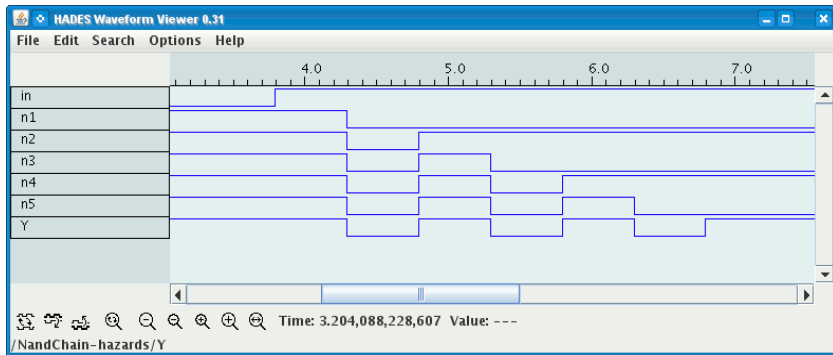 HADES Waveform Viewer 0.31
File Edit Search Options Help
4.0 5.0 6.0 7.0
in
n1
n2
n3
n4
n5
Y
Time: 3.204,088,228,607 Value: ---
/NandChain-hazards/Y